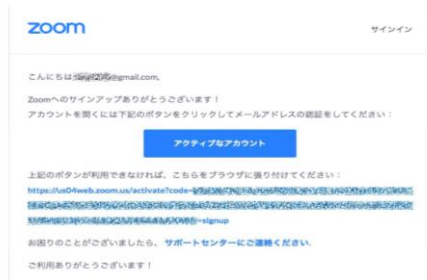 zoom
サインイン
こんにちは @gmail.com,
Zoomへのサインアップありがとうございます！
アカウントを開くには下記のボタンをクリックしてメールアドレスの認証をしてください：
アクティブなアカウント
上記のボタンが利用できなければ、こちらをブラウザに張り付けてください：
https://us04web.zoom.us/activate?code=
=signup
お困りのことがございましたら、サポートセンターにご連絡ください.
ご利用ありがとうございます！